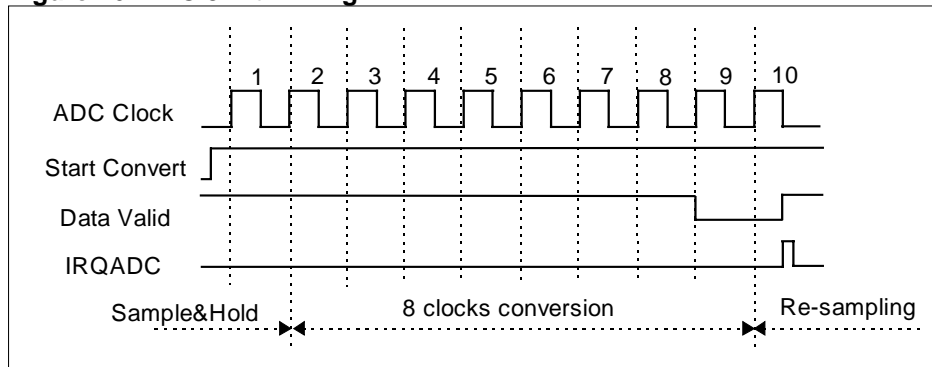 1 2 3 4 5 6 7 8 9 10
ADC Clock
Start Convert
Data Valid
IRQADC
Sample&Hold 8 clocks conversion Re-sampling